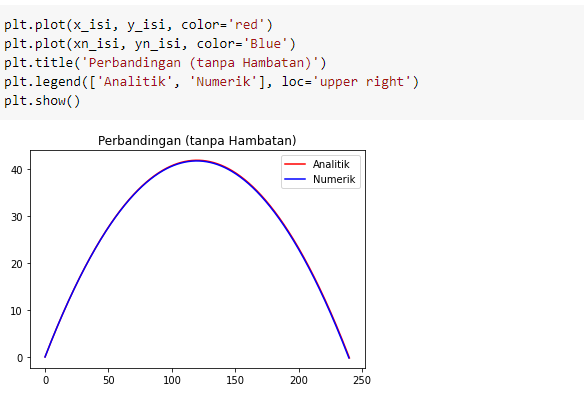 plt.plot(x_isi, y_isi, color='red')
plt.plot(xn_isi, yn_isi, color='Blue')
plt.title('Perbandingan (tanpa Hambatan)')
plt.legend(['Analitik', 'Numerik'], loc='upper right')
plt.show()
Perbandingan (tanpa Hambatan)
Analitik
Numerik
40
30
20
10
0
0 50 100 150 200 250